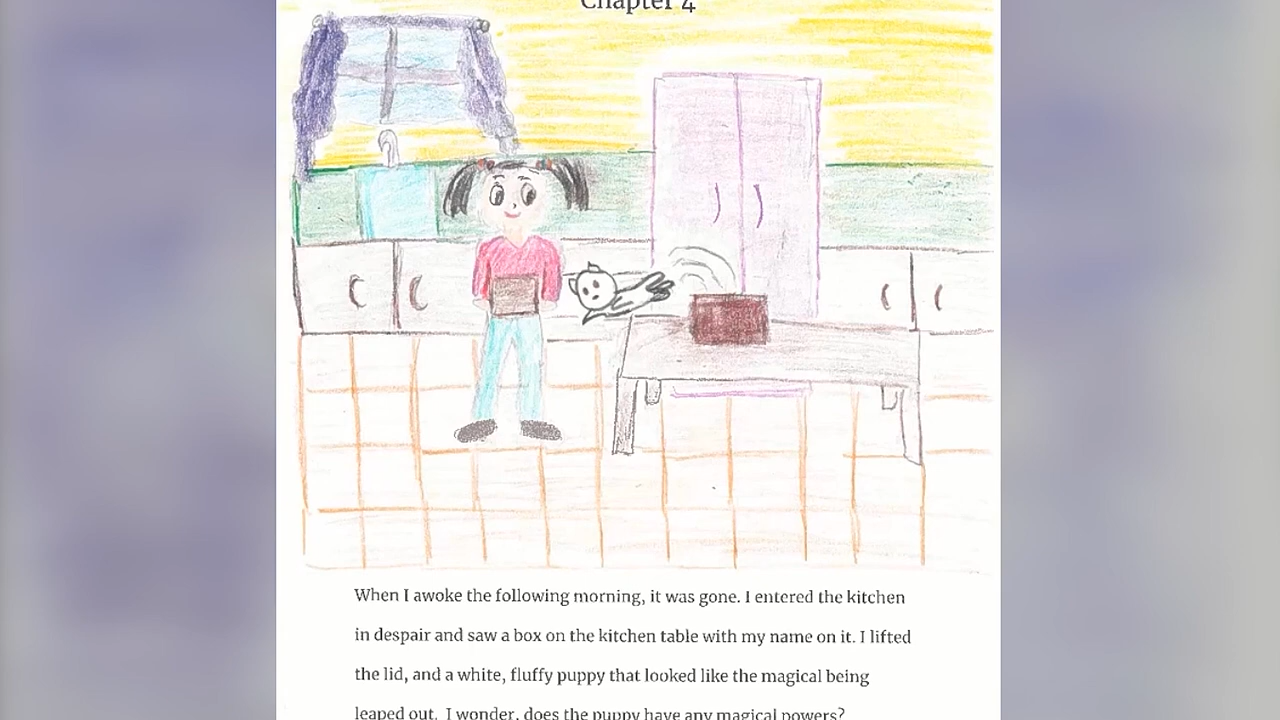 Chapter 4
When I awoke the following morning, it was gone. I entered the kitchen
in despair and saw a box on the kitchen table with my name on it. I lifted
the lid, and a white, fluffy puppy that looked like the magical being
leaped out. I wonder, does the puppy have any magical powers?